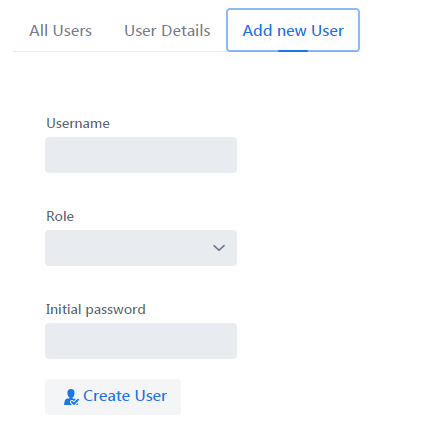 All Users
User Details
Add new User
Username
Role
Initial password
Create User